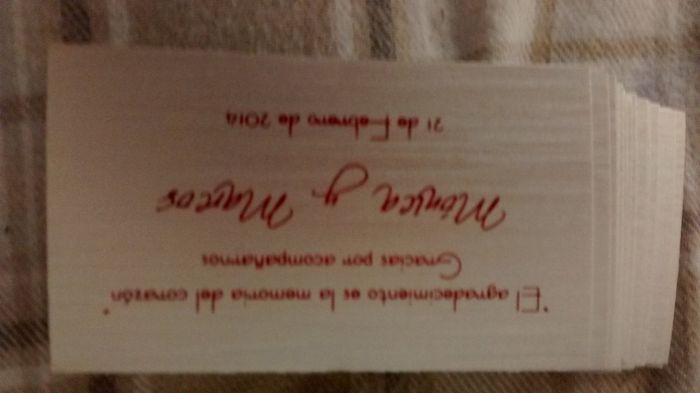 "El agradecimiento es la memoria del corazón"
Gracias por acompañarnos
Mónica y Marcos
21 de Febrero de 2014